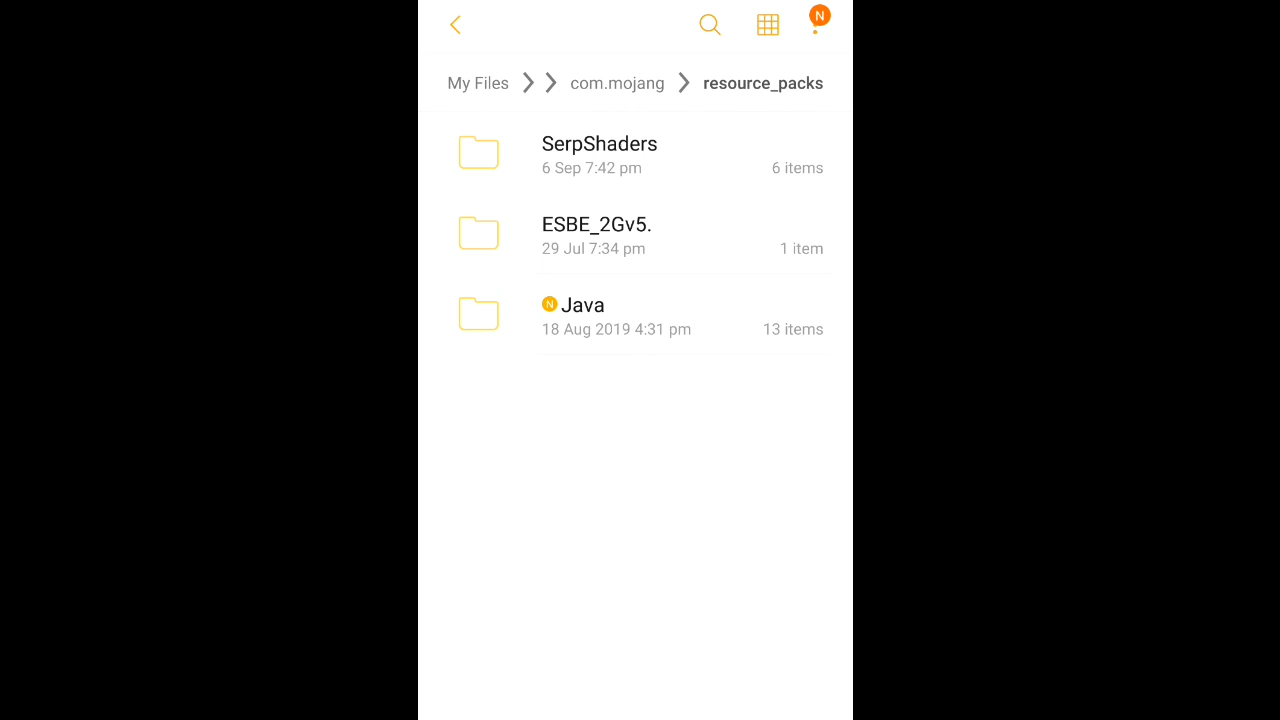 N
My Files com.mojang resource_packs
SerpShaders
6 Sep 7:42 pm 6 items
ESBE_2Gv5.
29 Jul 7:34 pm 1 item
N Java
18 Aug 2019 4:31 pm 13 items